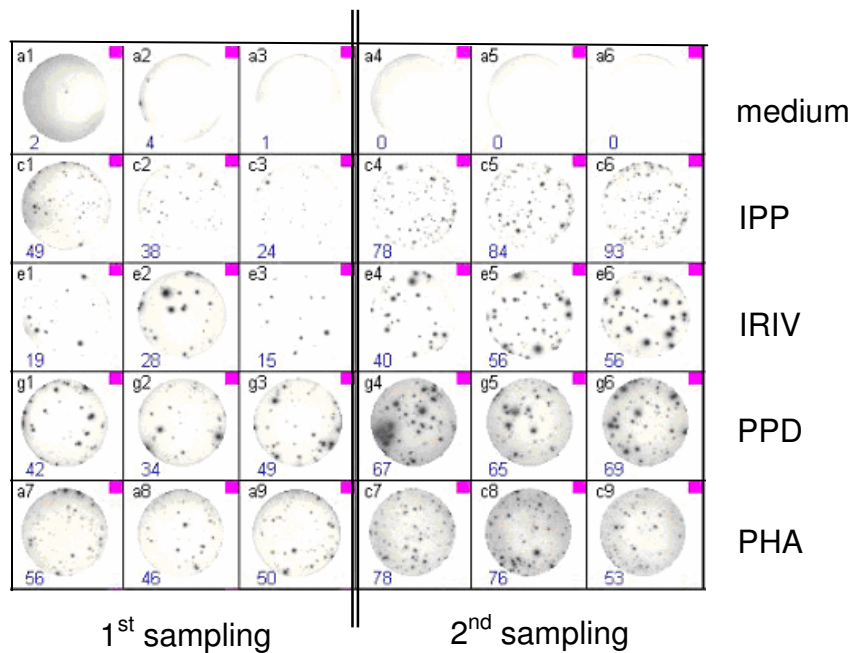 a1 a2 a3 a4 a5 a6
medium
2 4 1 0 0 0
c1 c2 c3 c4 c5 c6
IPP
49 38 24 78 84 93
e1 e2 e3 e4 e5 e6
IRIV
19 28 15 40 56 56
g1 g2 g3 g4 g5 g6
PPD
42 34 49 67 65 69
a7 a8 a9 c7 c8 c9
PHA
56 46 50 78 76 53
1st sampling 2nd sampling